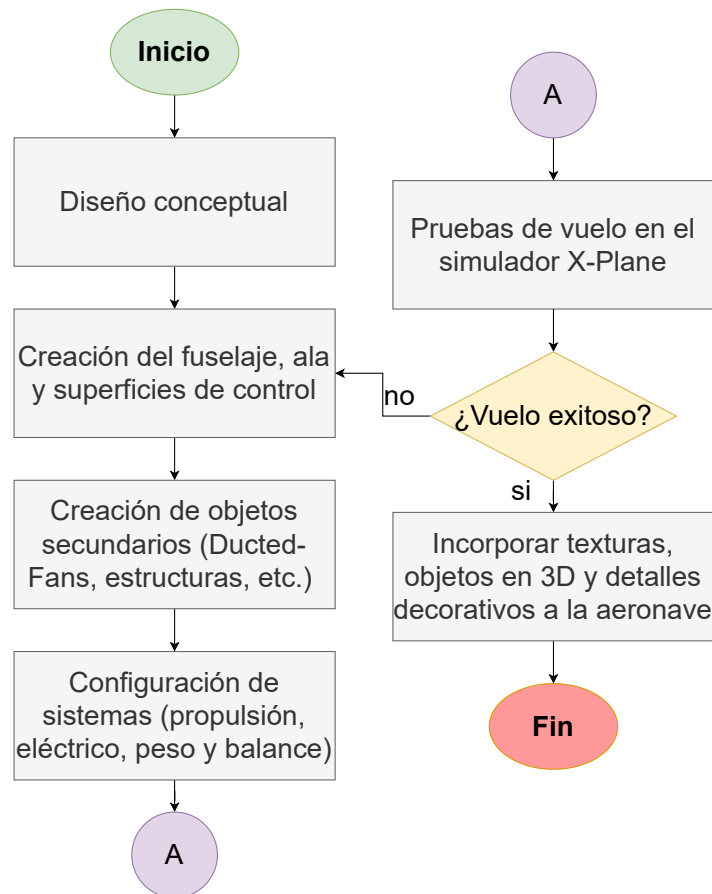 Inicio
Diseño conceptual
Creación del fuselaje, ala
y superficies de control
Creación de objetos
secundarios (Ducted-
Fans, estructuras, etc.)
Configuración de
sistemas (propulsión,
eléctrico, peso y balance)
A
A
Pruebas de vuelo en el
simulador X-Plane
¿Vuelo exitoso?
no
si
Incorporar texturas,
objetos en 3D y detalles
decorativos a la aeronave
Fin